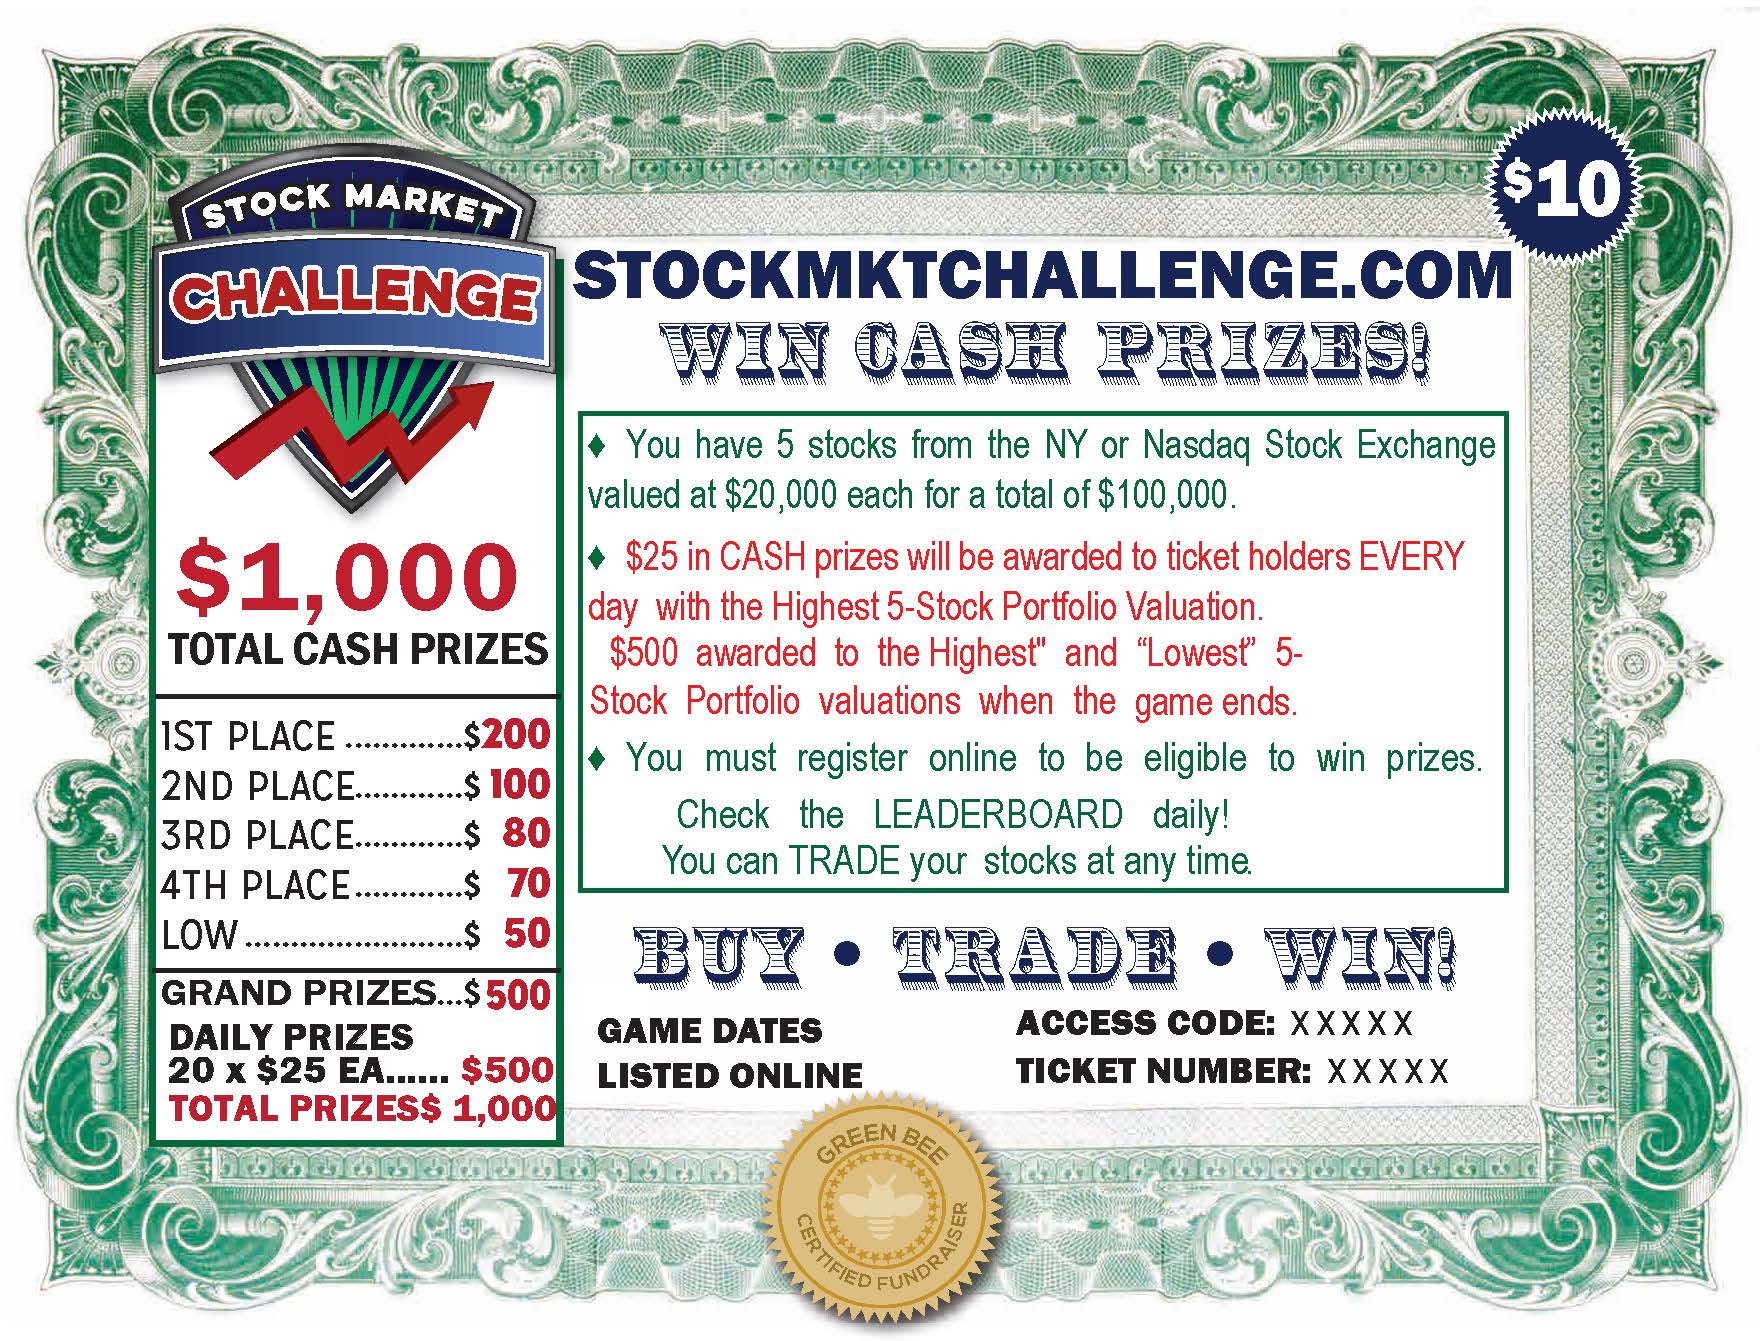 $10
STOCK MARKET
CHALLENGE
$1,000
TOTAL CASH PRIZES
1ST PLACE .............$200
2ND PLACE............$ 100
3RD PLACE............$ 80
4TH PLACE............$ 70
LOW........................$ 50
GRAND PRIZES...$500
DAILY PRIZES
20 x $25 EA...... $500
TOTAL PRIZES$ 1,000
STOCKMKTCHALLENGE.COM
WIN CASH PRIZES!
♦ You have 5 stocks from the NY or Nasdaq Stock Exchange
valued at $20,000 each for a total of $100,000.
♦ $25 in CASH prizes will be awarded to ticket holders EVERY
day with the Highest 5-Stock Portfolio Valuation.
$500 awarded to the Highest" and “Lowest” 5-
Stock Portfolio valuations when the game ends.
♦ You must register online to be eligible to win prizes.
Check the LEADERBOARD daily!
You can TRADE your stocks at any time.
BUY • TRADE • WIN!
GAME DATES
LISTED ONLINE
ACCESS CODE: XXXXX
TICKET NUMBER: XXXXX
GREEN BEE
CERTIFIED FUNDRAISER